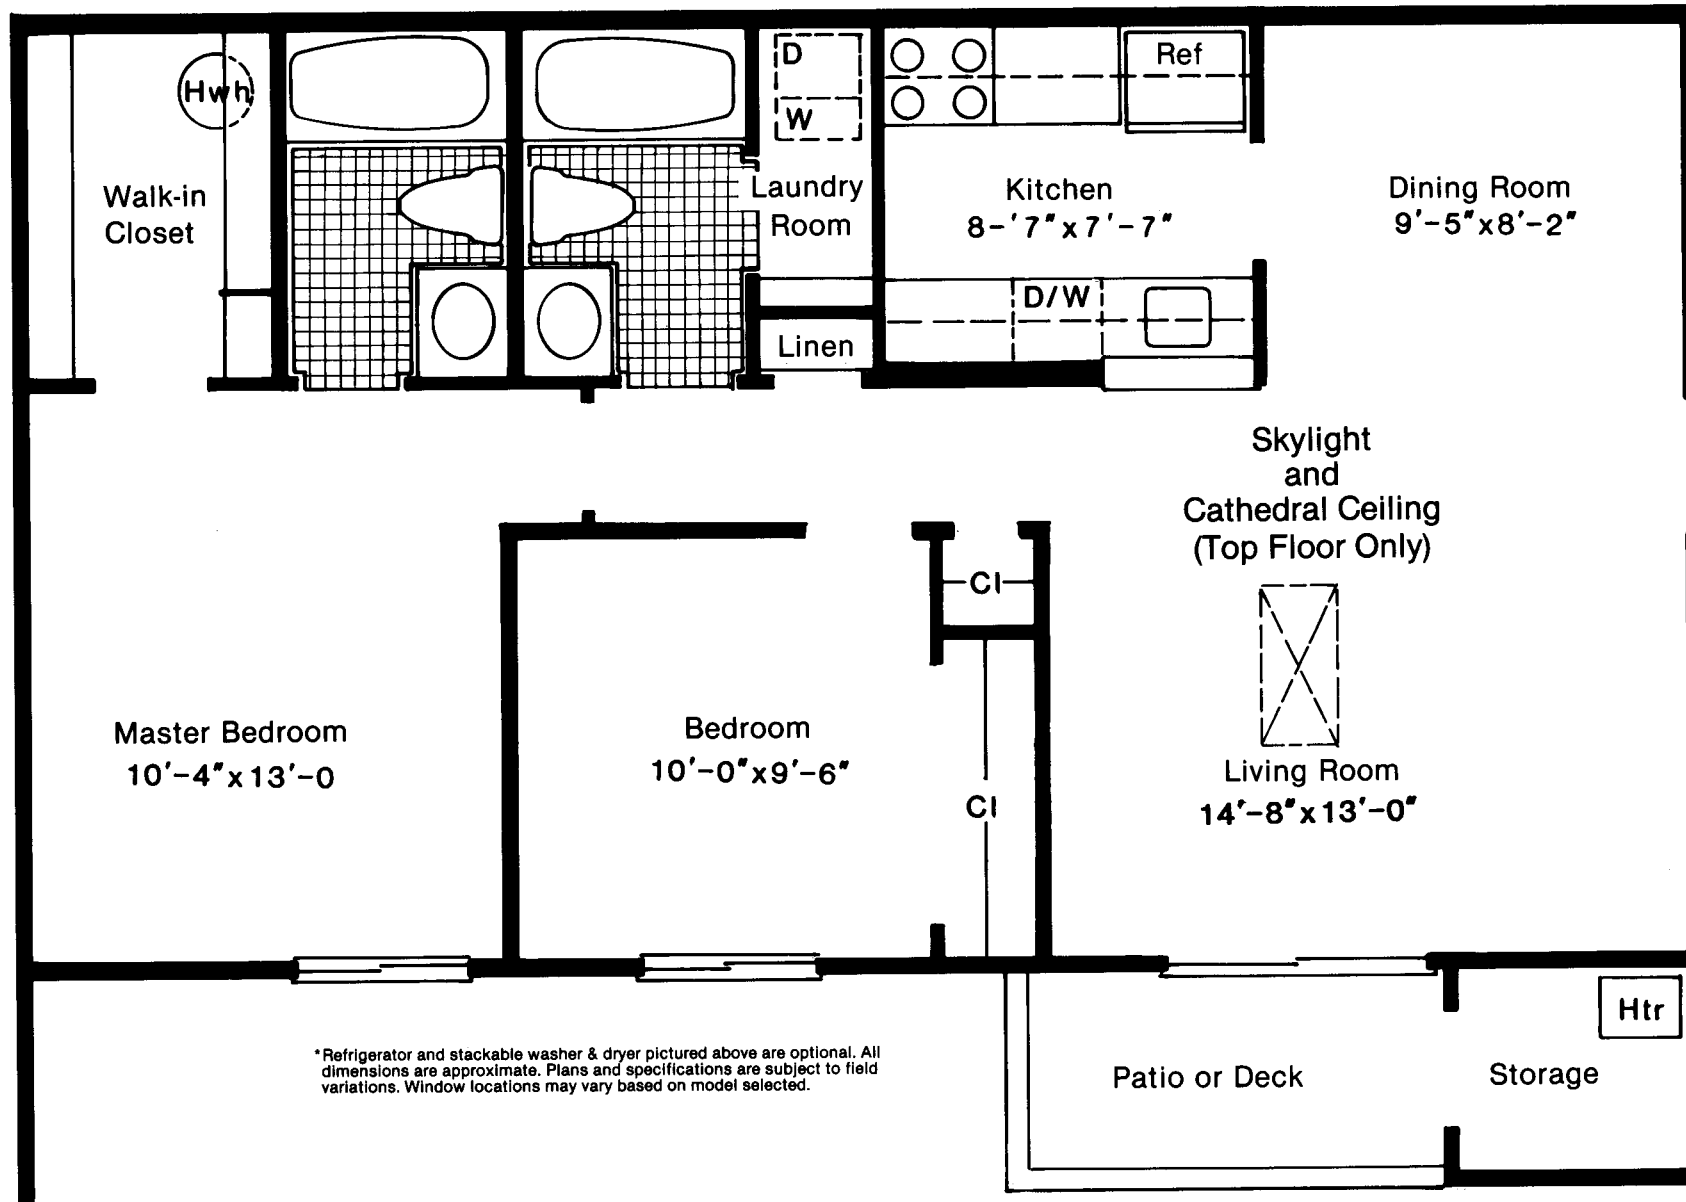 Hwh
D
W
Ref
Walk-in
Closet
Laundry
Room
Kitchen
8-'7"x7'-7"
Dining Room
9'-5"x8'-2"
D/W
Linen
Skylight
and
Cathedral Ceiling
(Top Floor Only)
Cl
Master Bedroom
10'-4"x13'-0
Bedroom
10'-0"x9'-6"
Cl
Living Room
14'-8"x13'-0"
Htr
*Refrigerator and stackable washer & dryer pictured above are optional. All
dimensions are approximate. Plans and specifications are subject to field
variations. Window locations may vary based on model selected.
Patio or Deck
Storage